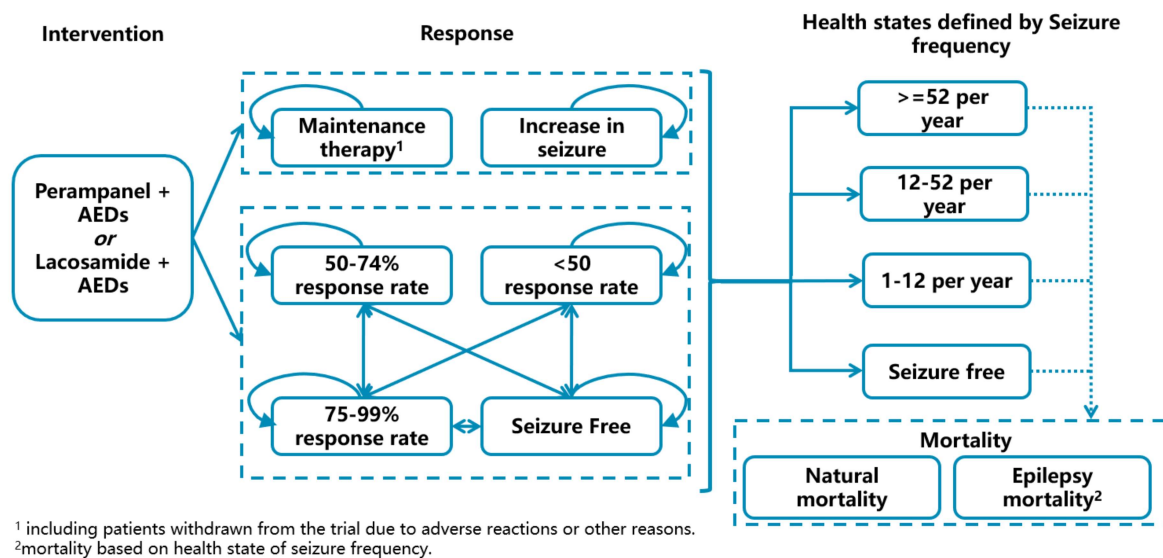 Intervention
Response
Health states defined by Seizure
frequency
Perampanel +
AEDs
or
Lacosamide +
AEDs
Maintenance
therapy¹
Increase in
seizure
50-74%
response rate
<50
response rate
75-99%
response rate
Seizure Free
>=52 per
year
12-52 per
year
1-12 per year
Seizure free
Mortality
Natural
mortality
Epilepsy
mortality²
¹ including patients withdrawn from the trial due to adverse reactions or other reasons.
²mortality based on health state of seizure frequency.